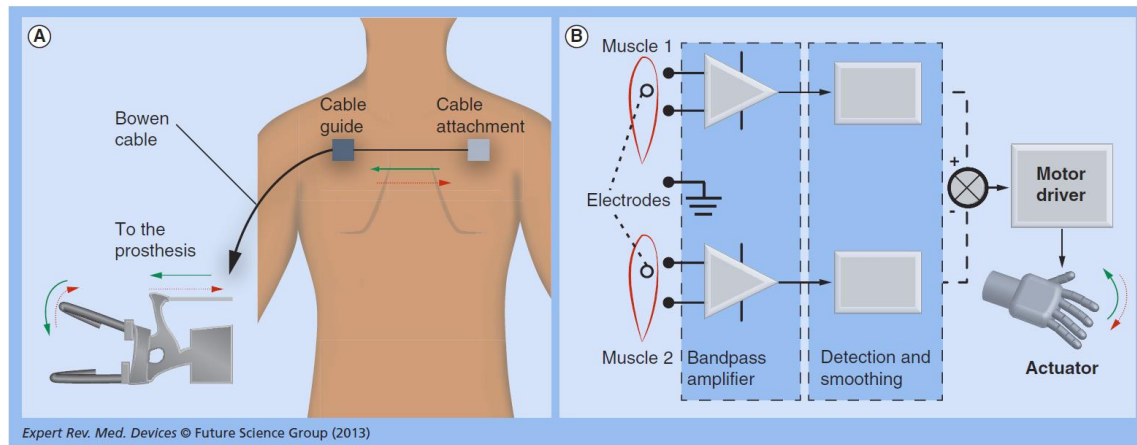 A
Bowen
cable
Cable
guide
Cable
attachment
To the
prosthesis
B
Muscle 1
Electrodes
Muscle 2
Bandpass
amplifier
Detection and
smoothing
+
-
Motor
driver
Actuator
Expert Rev. Med. Devices © Future Science Group (2013)